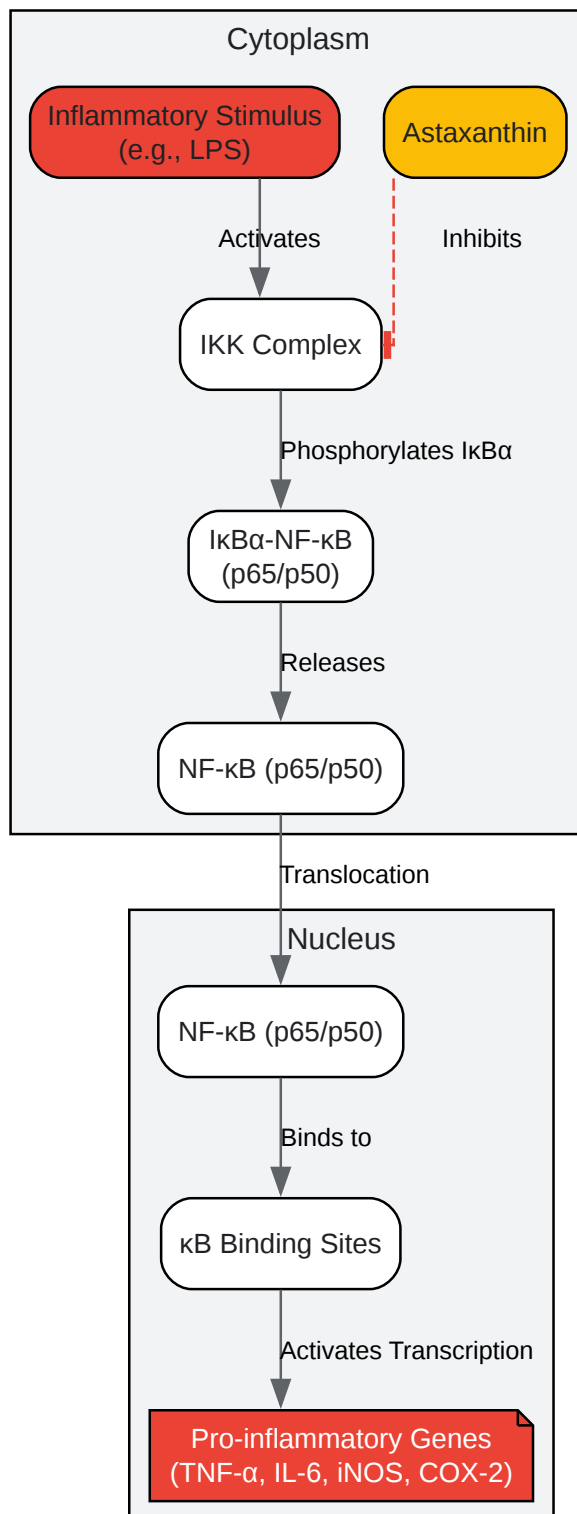 Cytoplasm
Inflammatory Stimulus
(e.g., LPS)
Astaxanthin
Activates
Inhibits
IKK Complex
Phosphorylates IκBα
IκBα-NF-κB
(p65/p50)
Releases
NF-κB (p65/p50)
Translocation
Nucleus
NF-κB (p65/p50)
Binds to
κB Binding Sites
Activates Transcription
Pro-inflammatory Genes
(TNF-α, IL-6, iNOS, COX-2)